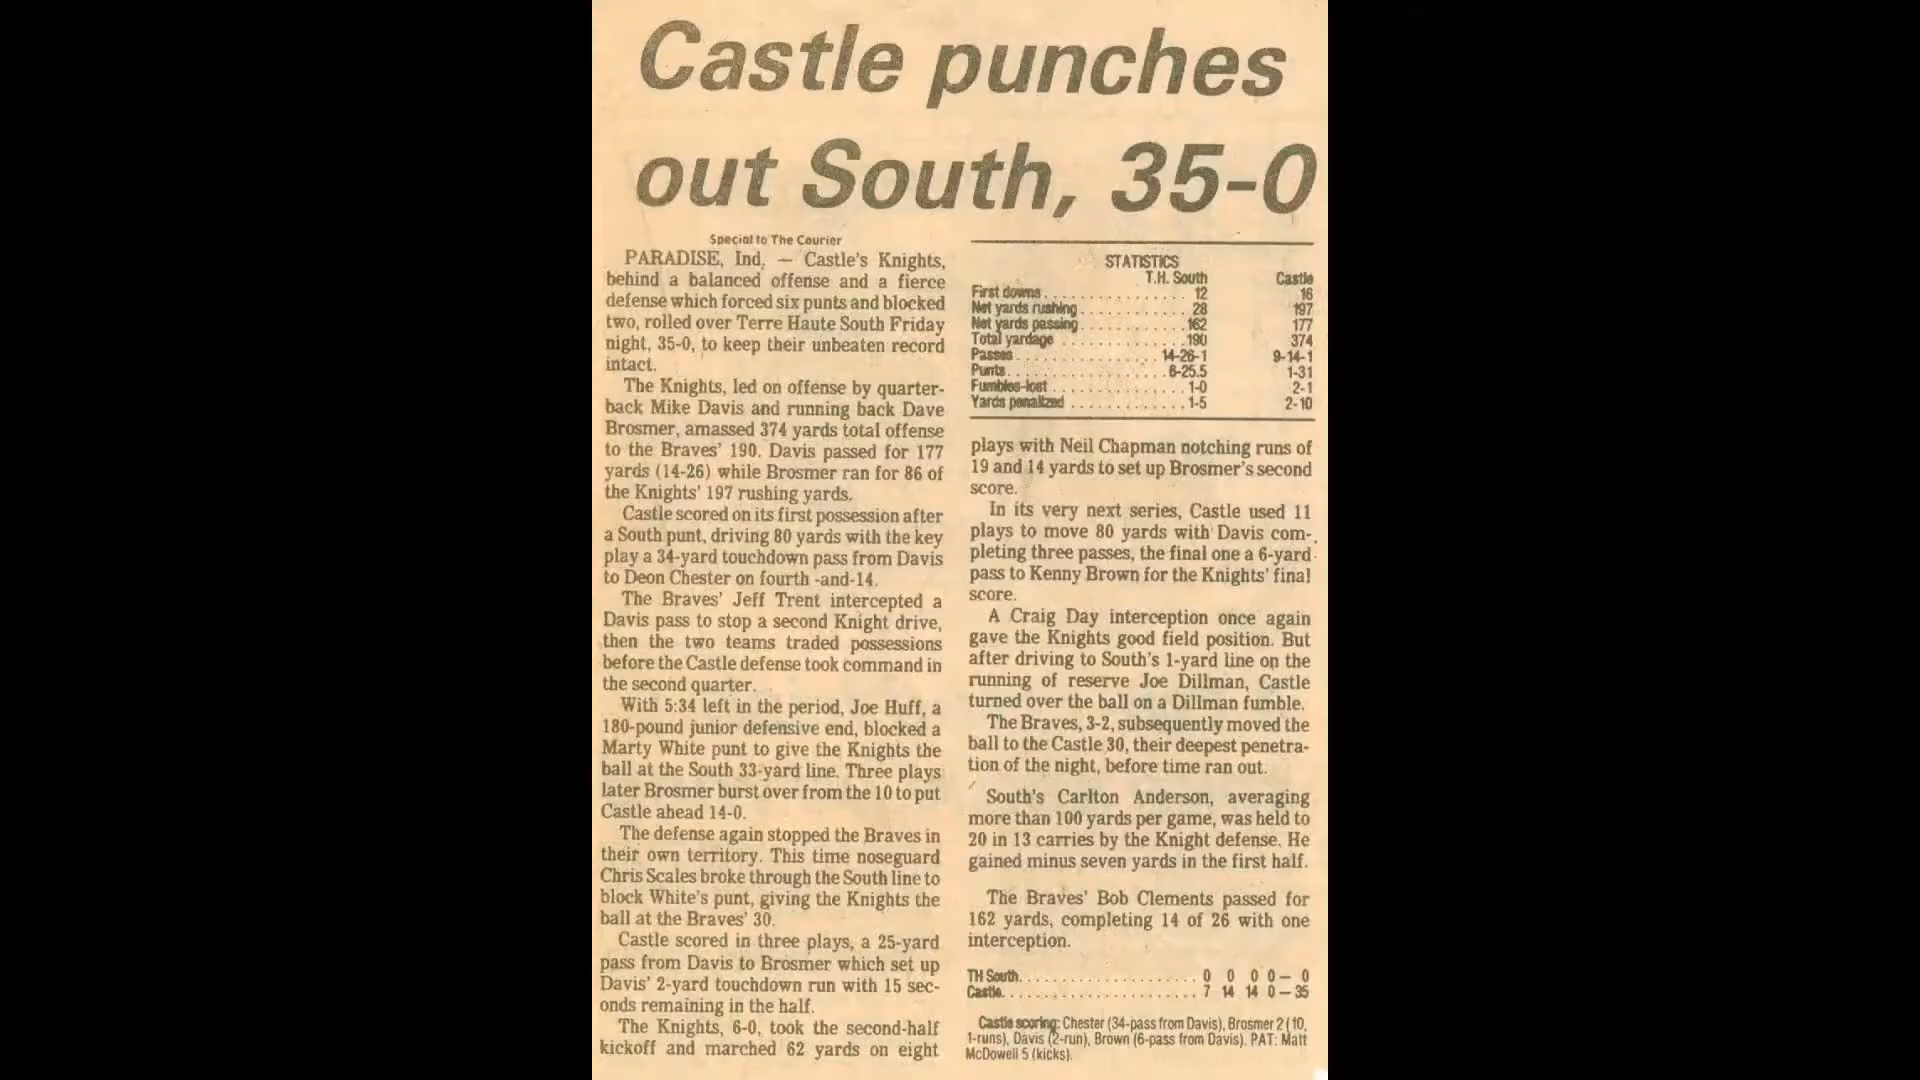 Castle punches
out South, 35-0
Special to The Courier
PARADISE, Ind. — Castle's Knights,
behind a balanced offense and a fierce
defense which forced six punts and blocked
two, rolled over Terre Haute South Friday
night, 35-0, to keep their unbeaten record
intact.
The Knights, led on offense by quarter-
back Mike Davis and running back Dave
Brosmer, amassed 374 yards total offense
to the Braves' 190. Davis passed for 177
yards (14-26) while Brosmer ran for 86 of
the Knights' 197 rushing yards.
Castle scored on its first possession after
a South punt, driving 80 yards with the key
play a 34-yard touchdown pass from Davis
to Deon Chester on fourth -and-14.
The Braves' Jeff Trent intercepted a
Davis pass to stop a second Knight drive,
then the two teams traded possessions
before the Castle defense took command in
the second quarter.
With 5:34 left in the period, Joe Huff, a
180-pound junior defensive end, blocked a
Marty White punt to give the Knights the
ball at the South 33-yard line. Three plays
later Brosmer burst over from the 10 to put
Castle ahead 14-0.
The defense again stopped the Braves in
their own territory. This time noseguard
Chris Scales broke through the South line to
block White's punt, giving the Knights the
ball at the Braves' 30.
Castle scored in three plays, a 25-yard
pass from Davis to Brosmer which set up
Davis' 2-yard touchdown run with 15 sec-
onds remaining in the half.
The Knights, 6-0, took the second-half
kickoff and marched 62 yards on eight
STATISTICS
T.H. South Castle
First downs . . . . . . . . . . . . . . . . 12 16
Net yards rushing . . . . . . . . . . . . 28 197
Net yards passing . . . . . . . . . . . . 162 177
Total yardage . . . . . . . . . . . . . . 190 374
Passes . . . . . . . . . . . . . . . . 14-26-1 9-14-1
Punts . . . . . . . . . . . . . . . . . 6-25.5 1-31
Fumbles-lost . . . . . . . . . . . . . . 1-0 2-1
Yards penalized . . . . . . . . . . . . . 1-5 2-10
plays with Neil Chapman notching runs of
19 and 14 yards to set up Brosmer's second
score.
In its very next series, Castle used 11
plays to move 80 yards with Davis com-
pleting three passes, the final one a 6-yard
pass to Kenny Brown for the Knights' final
score.
A Craig Day interception once again
gave the Knights good field position. But
after driving to South's 1-yard line on the
running of reserve Joe Dillman, Castle
turned over the ball on a Dillman fumble.
The Braves, 3-2, subsequently moved the
ball to the Castle 30, their deepest penetra-
tion of the night, before time ran out.
South's Carlton Anderson, averaging
more than 100 yards per game, was held to
20 in 13 carries by the Knight defense. He
gained minus seven yards in the first half.
The Braves' Bob Clements passed for
162 yards, completing 14 of 26 with one
interception.
TH South . . . . . . . . . . . . . . . . . . 0 0 0 0 — 0
Castle . . . . . . . . . . . . . . . . . . . 7 14 14 0 — 35
Castle scoring: Chester (34-pass from Davis), Brosmer 2 (10,
1-runs), Davis (2-run), Brown (6-pass from Davis). PAT: Matt
McDowell 5 (kicks).